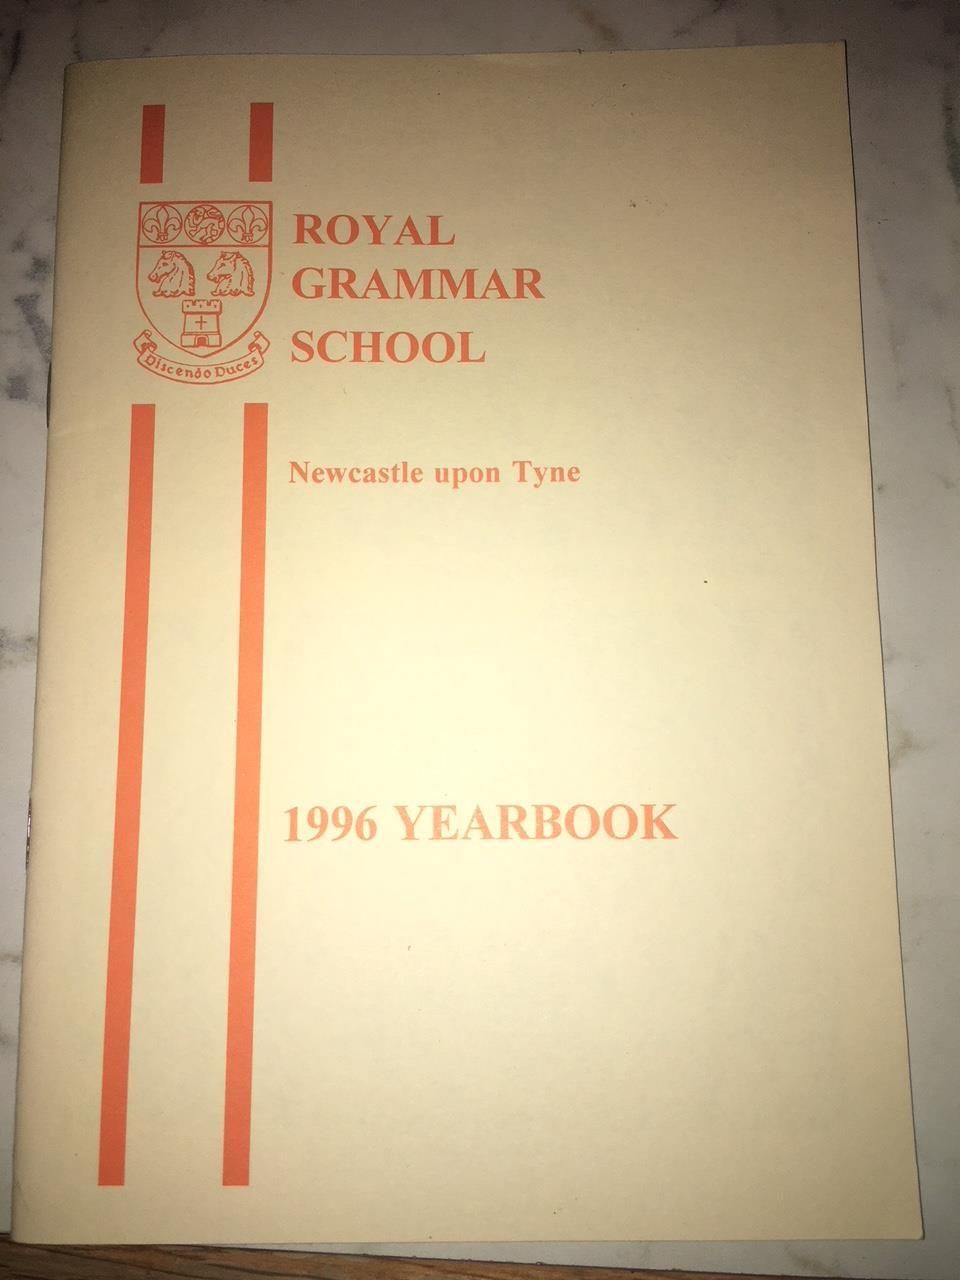 ROYAL
GRAMMAR
SCHOOL
Discendo Duces
Newcastle upon Tyne
1996 YEARBOOK